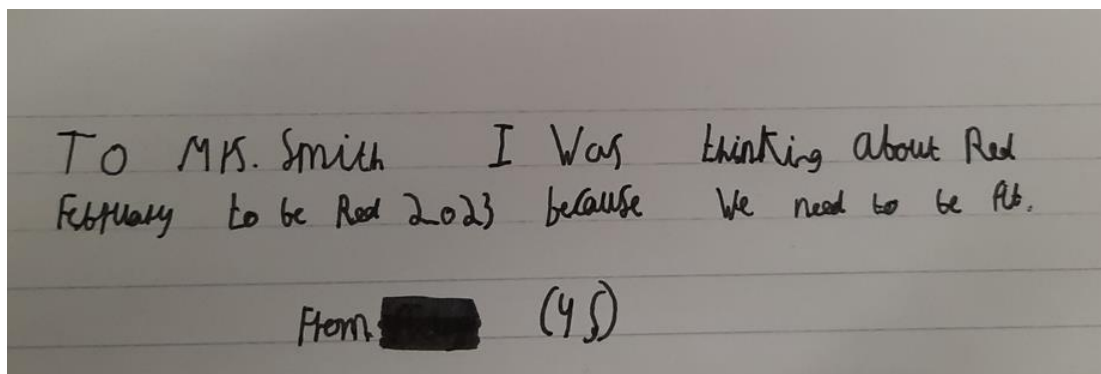 To Mrs. Smith I Was thinking about Red
February to be Red 2023 because We need to be fit.
From (4S)